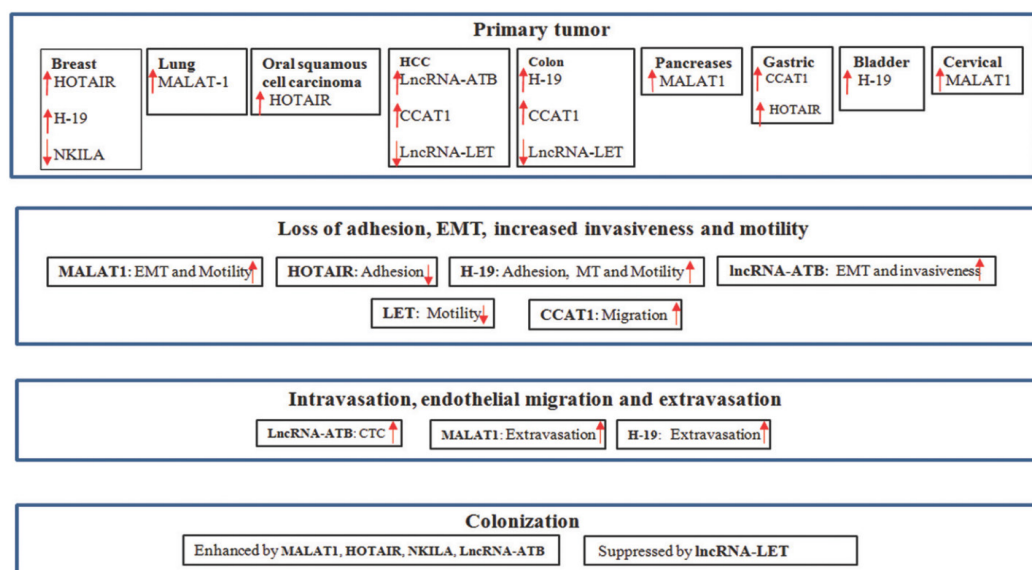 Primary tumor
Breast
HOTAIR
H-19
NKILA
Lung
MALAT-1
Oral squamous
cell carcinoma
HOTAIR
HCC
LncRNA-ATB
CCAT1
LncRNA-LET
Colon
H-19
CCAT1
LncRNA-LET
Pancreases
MALAT1
Gastric
CCAT1
HOTAIR
Bladder
H-19
Cervical
MALAT1
Loss of adhesion, EMT, increased invasiveness and motility
MALAT1: EMT and Motility
HOTAIR: Adhesion
H-19: Adhesion, MT and Motility
lncRNA-ATB: EMT and invasiveness
LET: Motility
CCAT1: Migration
Intravasation, endothelial migration and extravasation
LncRNA-ATB: CTC
MALAT1: Extravasation
H-19: Extravasation
Colonization
Enhanced by MALAT1, HOTAIR, NKILA, LncRNA-ATB
Suppressed by lncRNA-LET